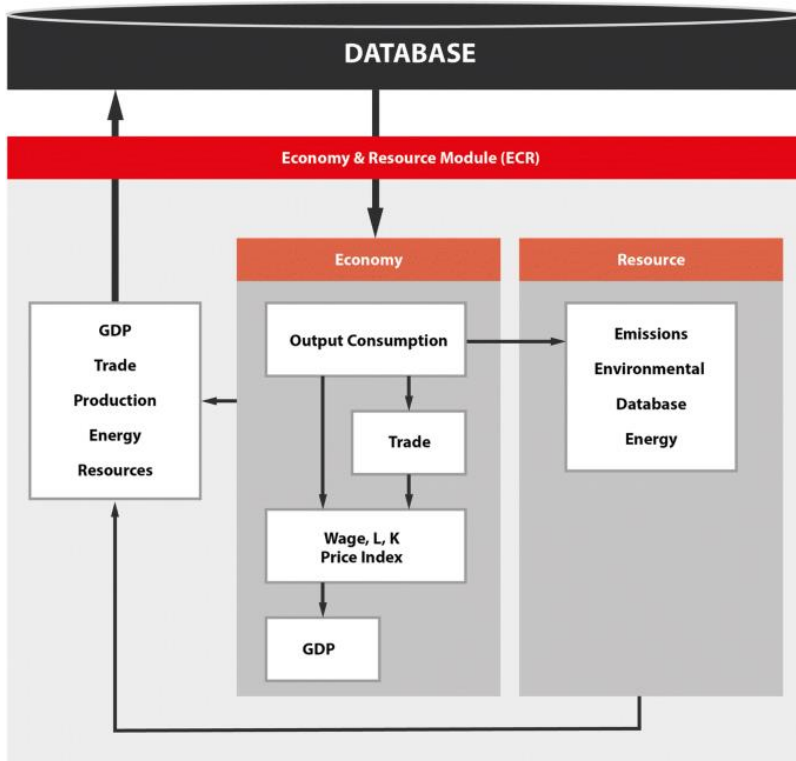 DATABASE
Economy & Resource Module (ECR)
Economy
Resource
GDP
Trade
Production
Energy
Resources
Output Consumption
Trade
Wage, L, K
Price Index
GDP
Emissions
Environmental
Database
Energy